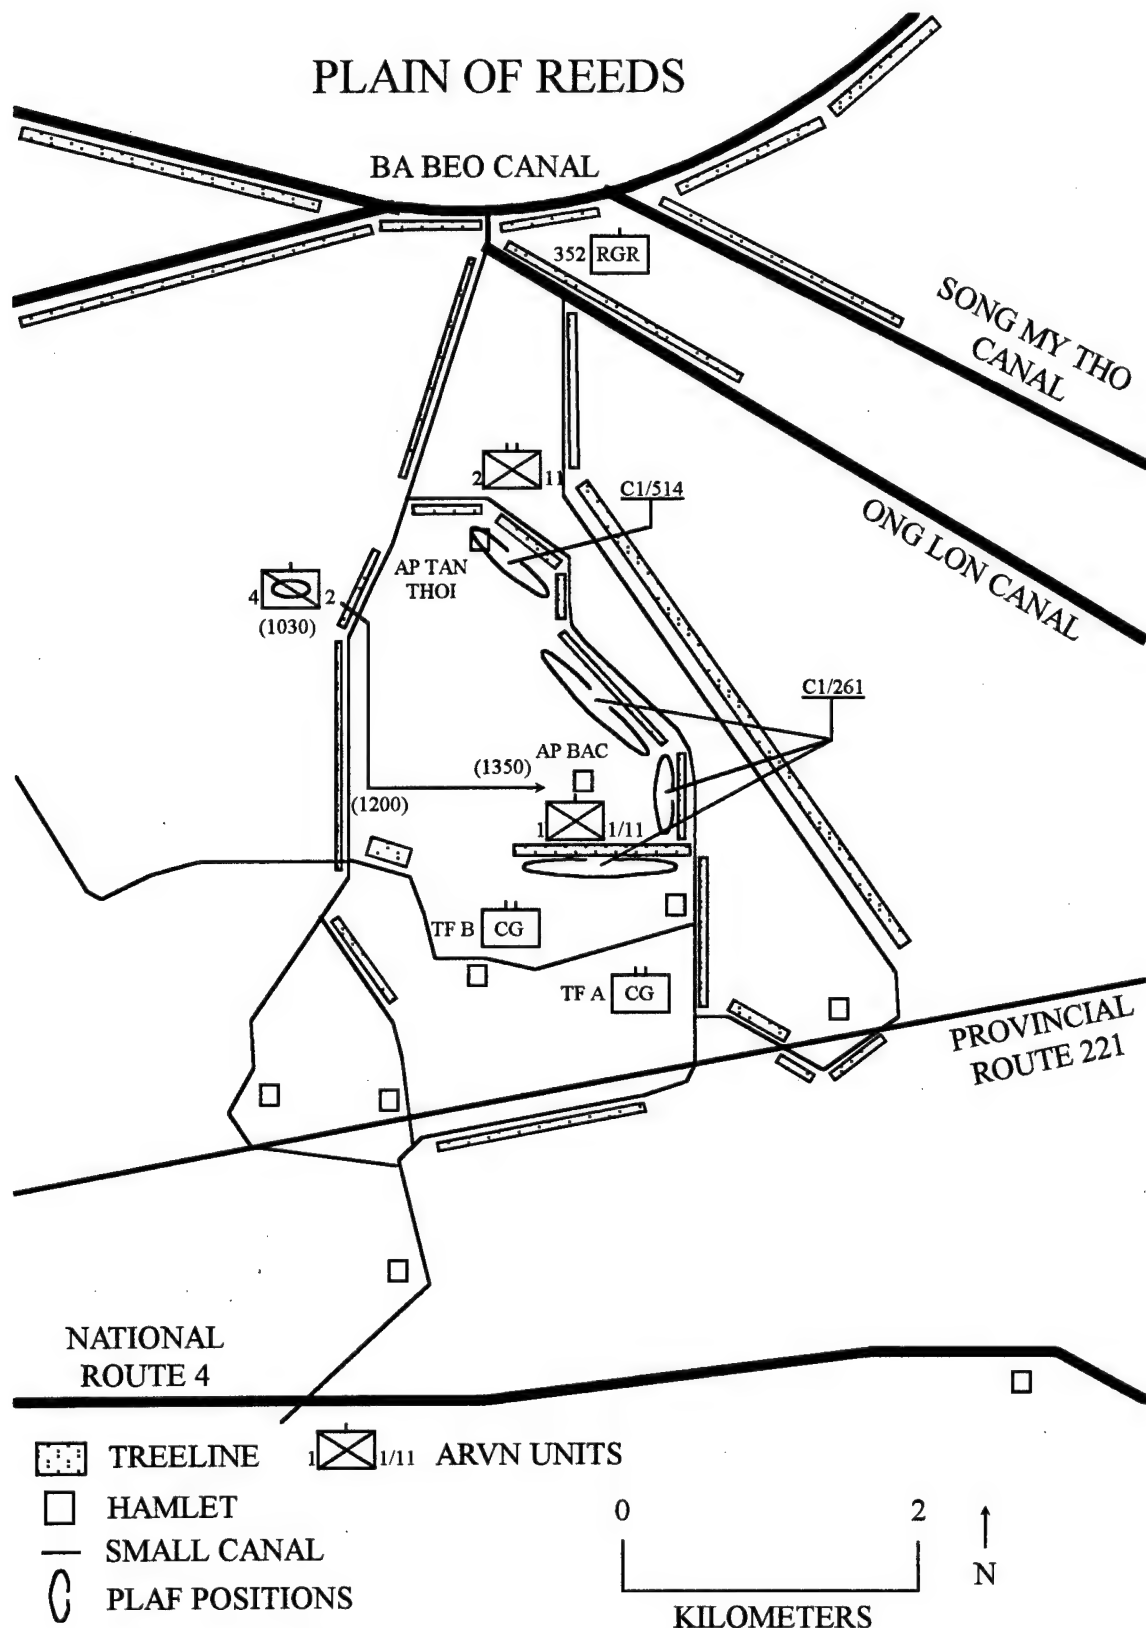 PLAIN OF REEDS
BA BEO CANAL
352 RGR
SONG MY THO
CANAL
2 11
C1/514
ONG LON CANAL
AP TAN
THOI
4 2
(1030)
C1/261
AP BAC
(1350)
(1200)
1 1/11
TF B CG
TF A CG
PROVINCIAL
ROUTE 221
NATIONAL
ROUTE 4
TREELINE
1 1/11 ARVN UNITS
HAMLET
0 2
SMALL CANAL
N
PLAF POSITIONS
KILOMETERS